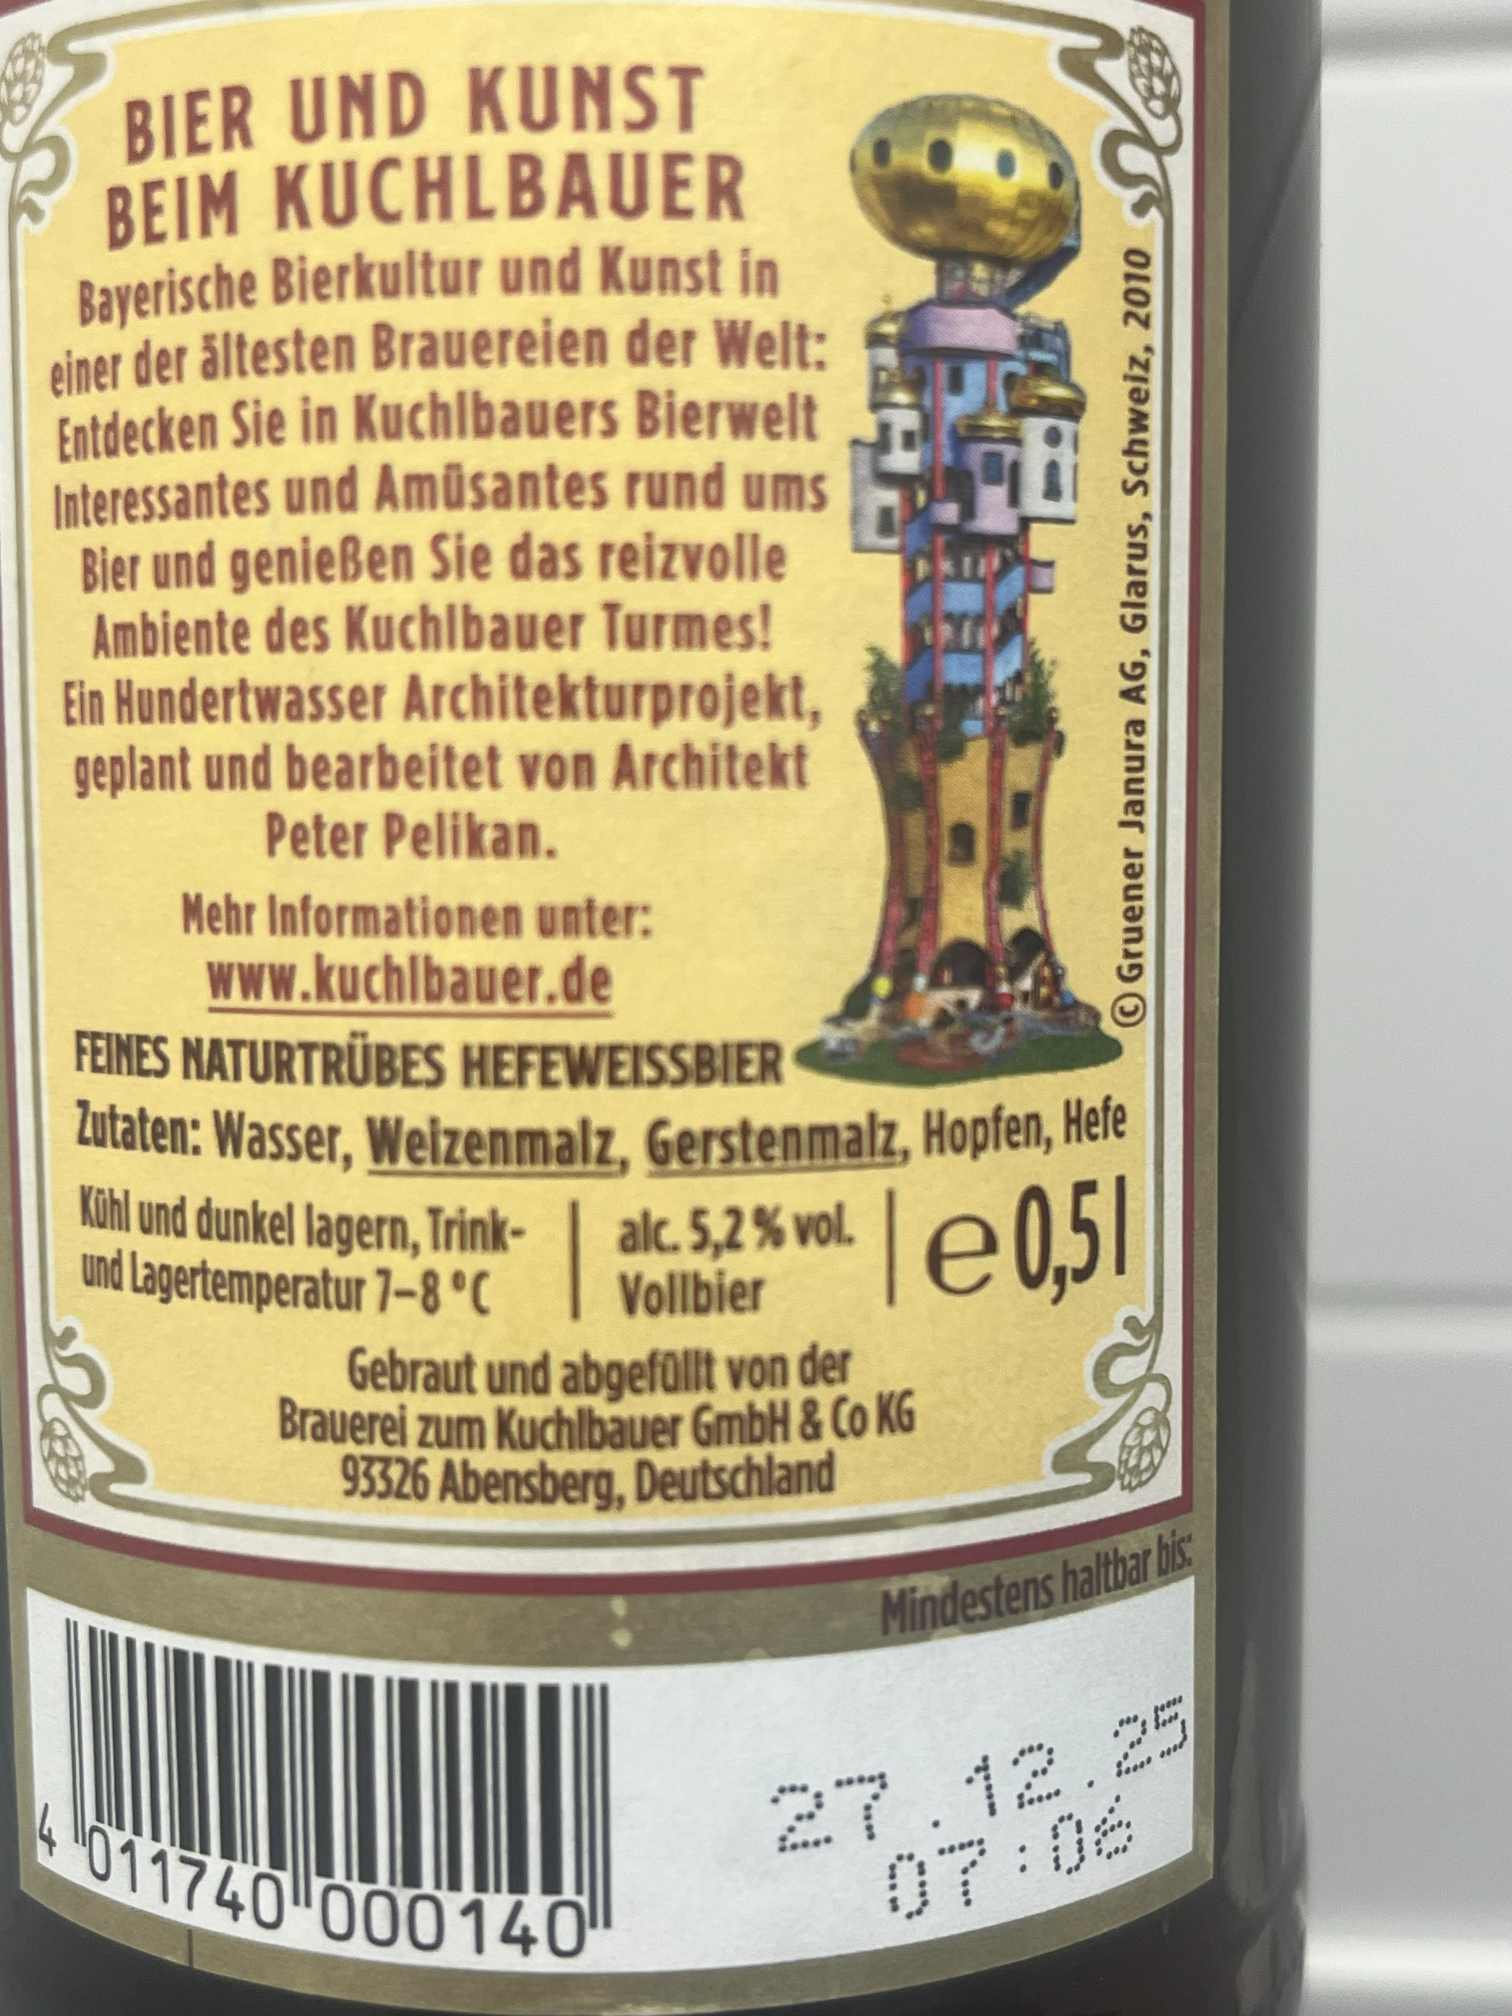 BIER UND KUNST
BEIM KUCHLBAUER
Bayerische Bierkultur und Kunst in
einer der ältesten Brauereien der Welt:
Entdecken Sie in Kuchlbauers Bierwelt
Interessantes und Amüsantes rund ums
Bier und genießen Sie das reizvolle
Ambiente des Kuchlbauer Turmes!
Ein Hundertwasser Architekturprojekt,
geplant und bearbeitet von Architekt
Peter Pelikan.
Mehr Informationen unter:
www.kuchlbauer.de
© Gruener Janura AG, Glarus, Schweiz, 2010
FEINES NATURTRÜBES HEFEWEISSBIER
Zutaten: Wasser, Weizenmalz, Gerstenmalz, Hopfen, Hefe
Kühl und dunkel lagern, Trink-
und Lagertemperatur 7–8 °C
alc. 5,2 % vol.
Vollbier
℮ 0,5 l
Gebraut und abgefüllt von der
Brauerei zum Kuchlbauer GmbH & Co KG
93326 Abensberg, Deutschland
Mindestens haltbar bis:
27.12.25
07:06
4 011740 000140